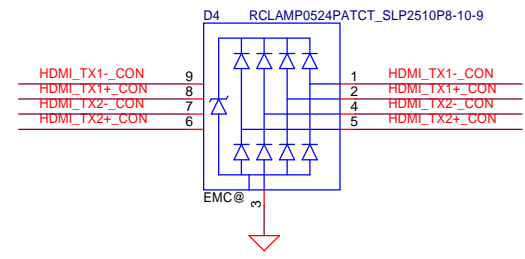 D4 RCLAMP0524PATCT_SLP2510P8-10-9
HDMI_TX1-_CON 9 1 HDMI_TX1-_CON
HDMI_TX1+_CON 8 2 HDMI_TX1+_CON
HDMI_TX2-_CON 7 4 HDMI_TX2-_CON
HDMI_TX2+_CON 6 5 HDMI_TX2+_CON
EMC@ 3